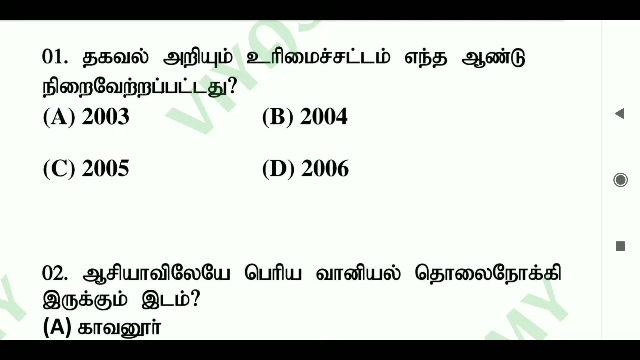 01. தகவல் அறியும் உரிமைச்சட்டம் எந்த ஆண்டு
நிறைவேற்றப்பட்டது?
(A) 2003 (B) 2004
(C) 2005 (D) 2006
02. ஆசியாவிலேயே பெரிய வானியல் தொலைநோக்கி
இருக்கும் இடம்?
(A) காவனூர்